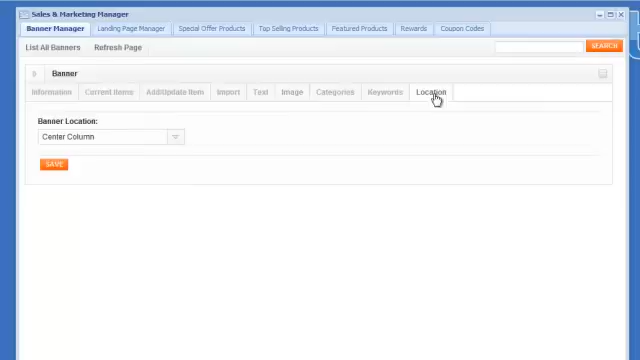 Sales & Marketing Manager
Banner Manager Landing Page Manager Special Offer Products Top Selling Products Featured Products Rewards Coupon Codes
List All Banners Refresh Page SEARCH
Banner
Information Current Items Add/Update Item Import Text Image Categories Keywords Location
Banner Location:
Center Column
SAVE